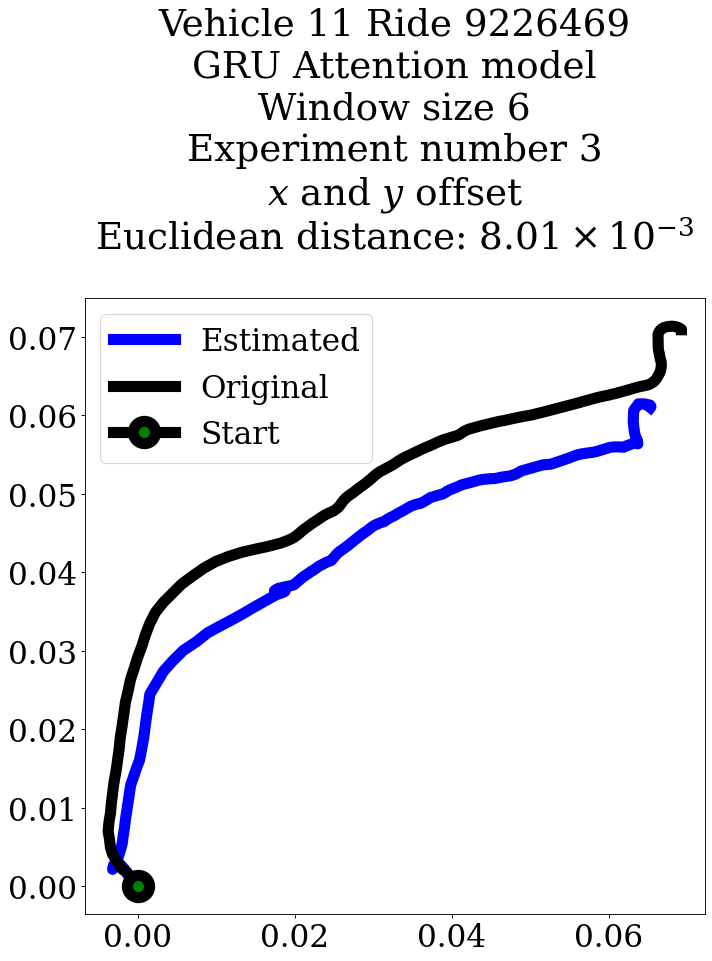 Vehicle 11 Ride 9226469
GRU Attention model
Window size 6
Experiment number 3
x and y offset
Euclidean distance: 8.01 × 10⁻³
Estimated
Original
Start
0.07
0.06
0.05
0.04
0.03
0.02
0.01
0.00
0.00 0.02 0.04 0.06